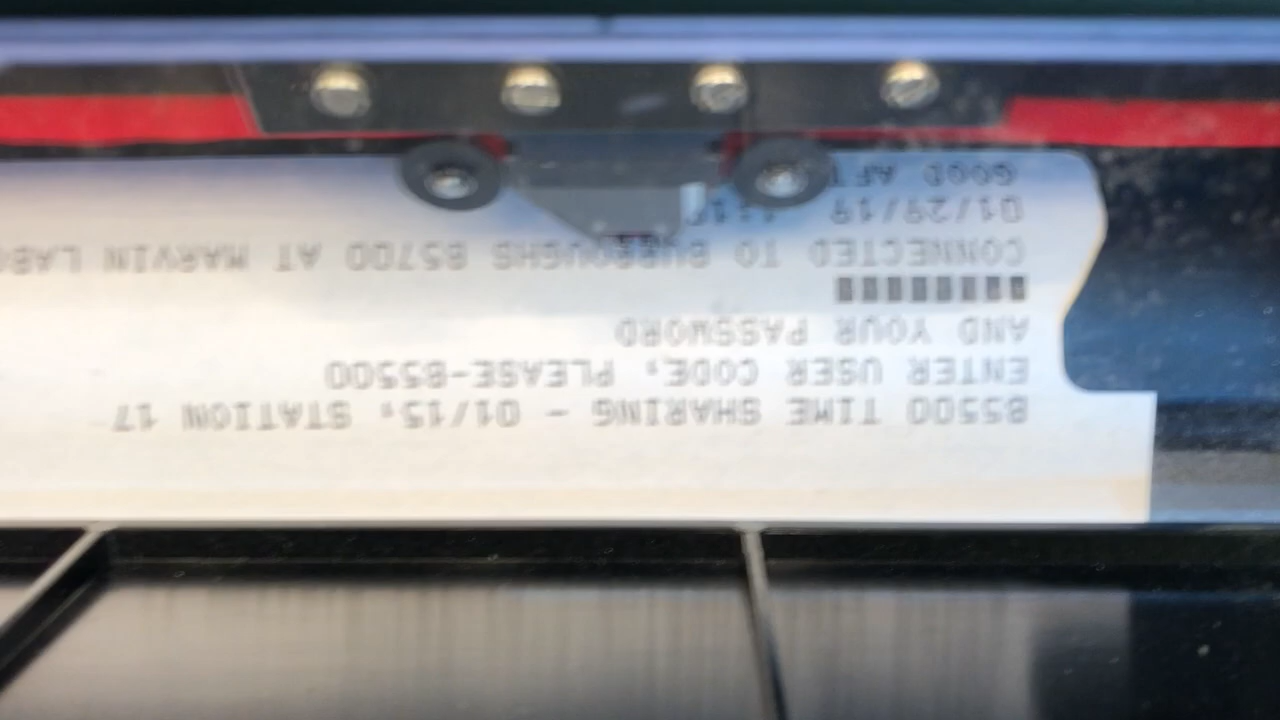 B5500 TIME SHARING - 01/15, STATION 17
ENTER USER CODE, PLEASE-B5500
AND YOUR PASSWORD
CONNECTED TO BURROUGHS B5700 AT MARVIN
01/29/19
GOOD